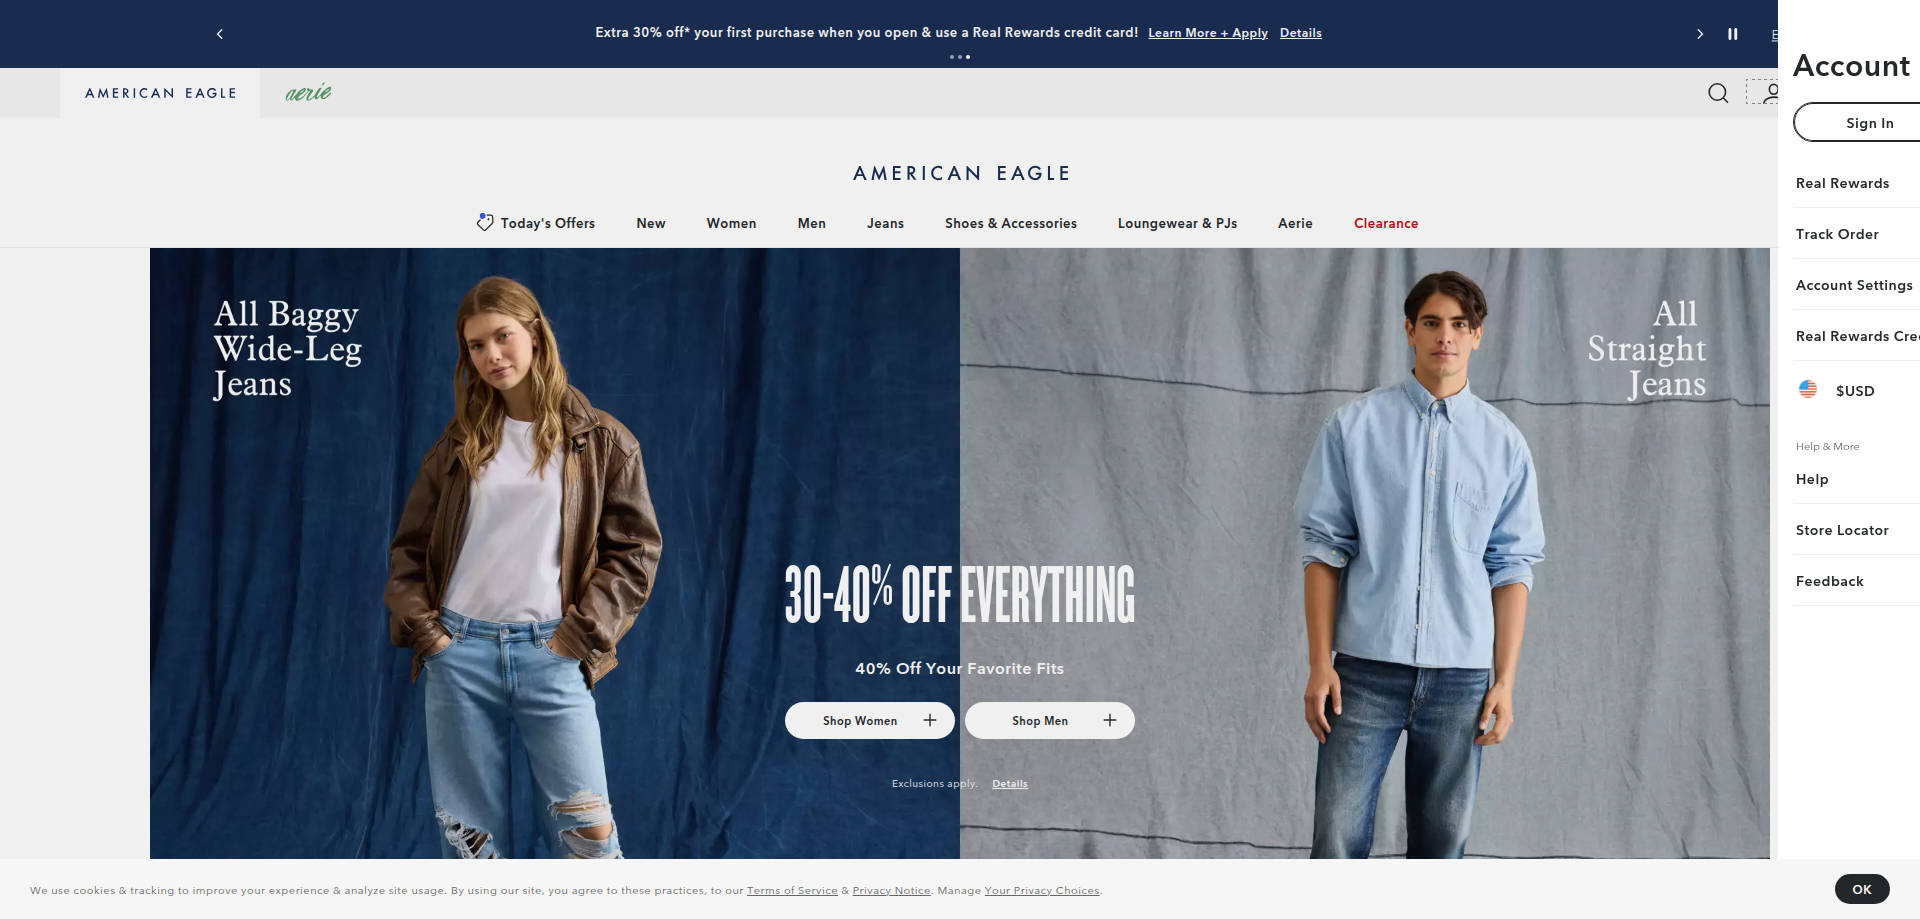 Extra 30% off* your first purchase when you open & use a Real Rewards credit card! Learn More + Apply Details
AMERICAN EAGLE
aerie
AMERICAN EAGLE
Today's Offers
New
Women
Men
Jeans
Shoes & Accessories
Loungewear & PJs
Aerie
Clearance
All Baggy
Wide-Leg
Jeans
All
Straight
Jeans
30-40% OFF EVERYTHING
40% Off Your Favorite Fits
Shop Women
Shop Men
Exclusions apply. Details
Account
Sign In
Real Rewards
Track Order
Account Settings
Real Rewards Cre
$USD
Help & More
Help
Store Locator
Feedback
We use cookies & tracking to improve your experience & analyze site usage. By using our site, you agree to these practices, to our Terms of Service & Privacy Notice. Manage Your Privacy Choices.
OK